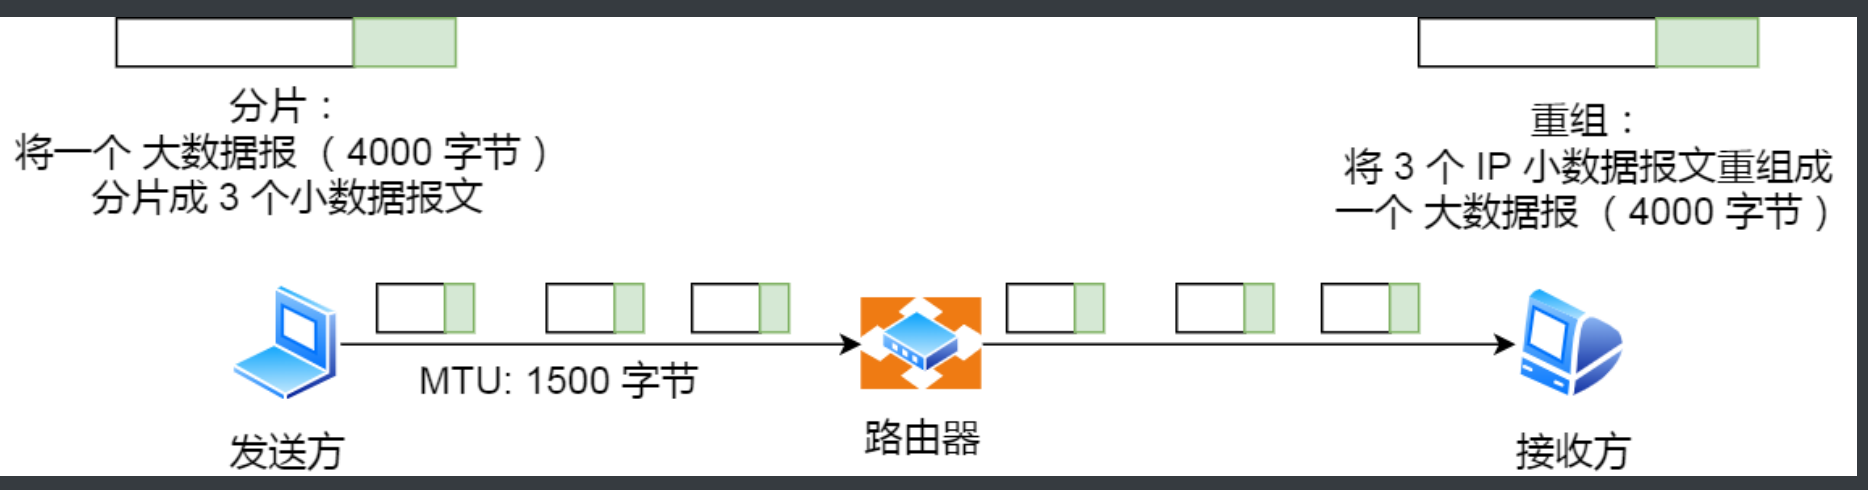 分片：
将一个 大数据报 （ 4000 字节 ）
分片成 3 个小数据报文
重组：
将 3 个 IP 小数据报文重组成
一个 大数据报 （ 4000 字节 ）
MTU: 1500 字节
发送方
路由器
接收方